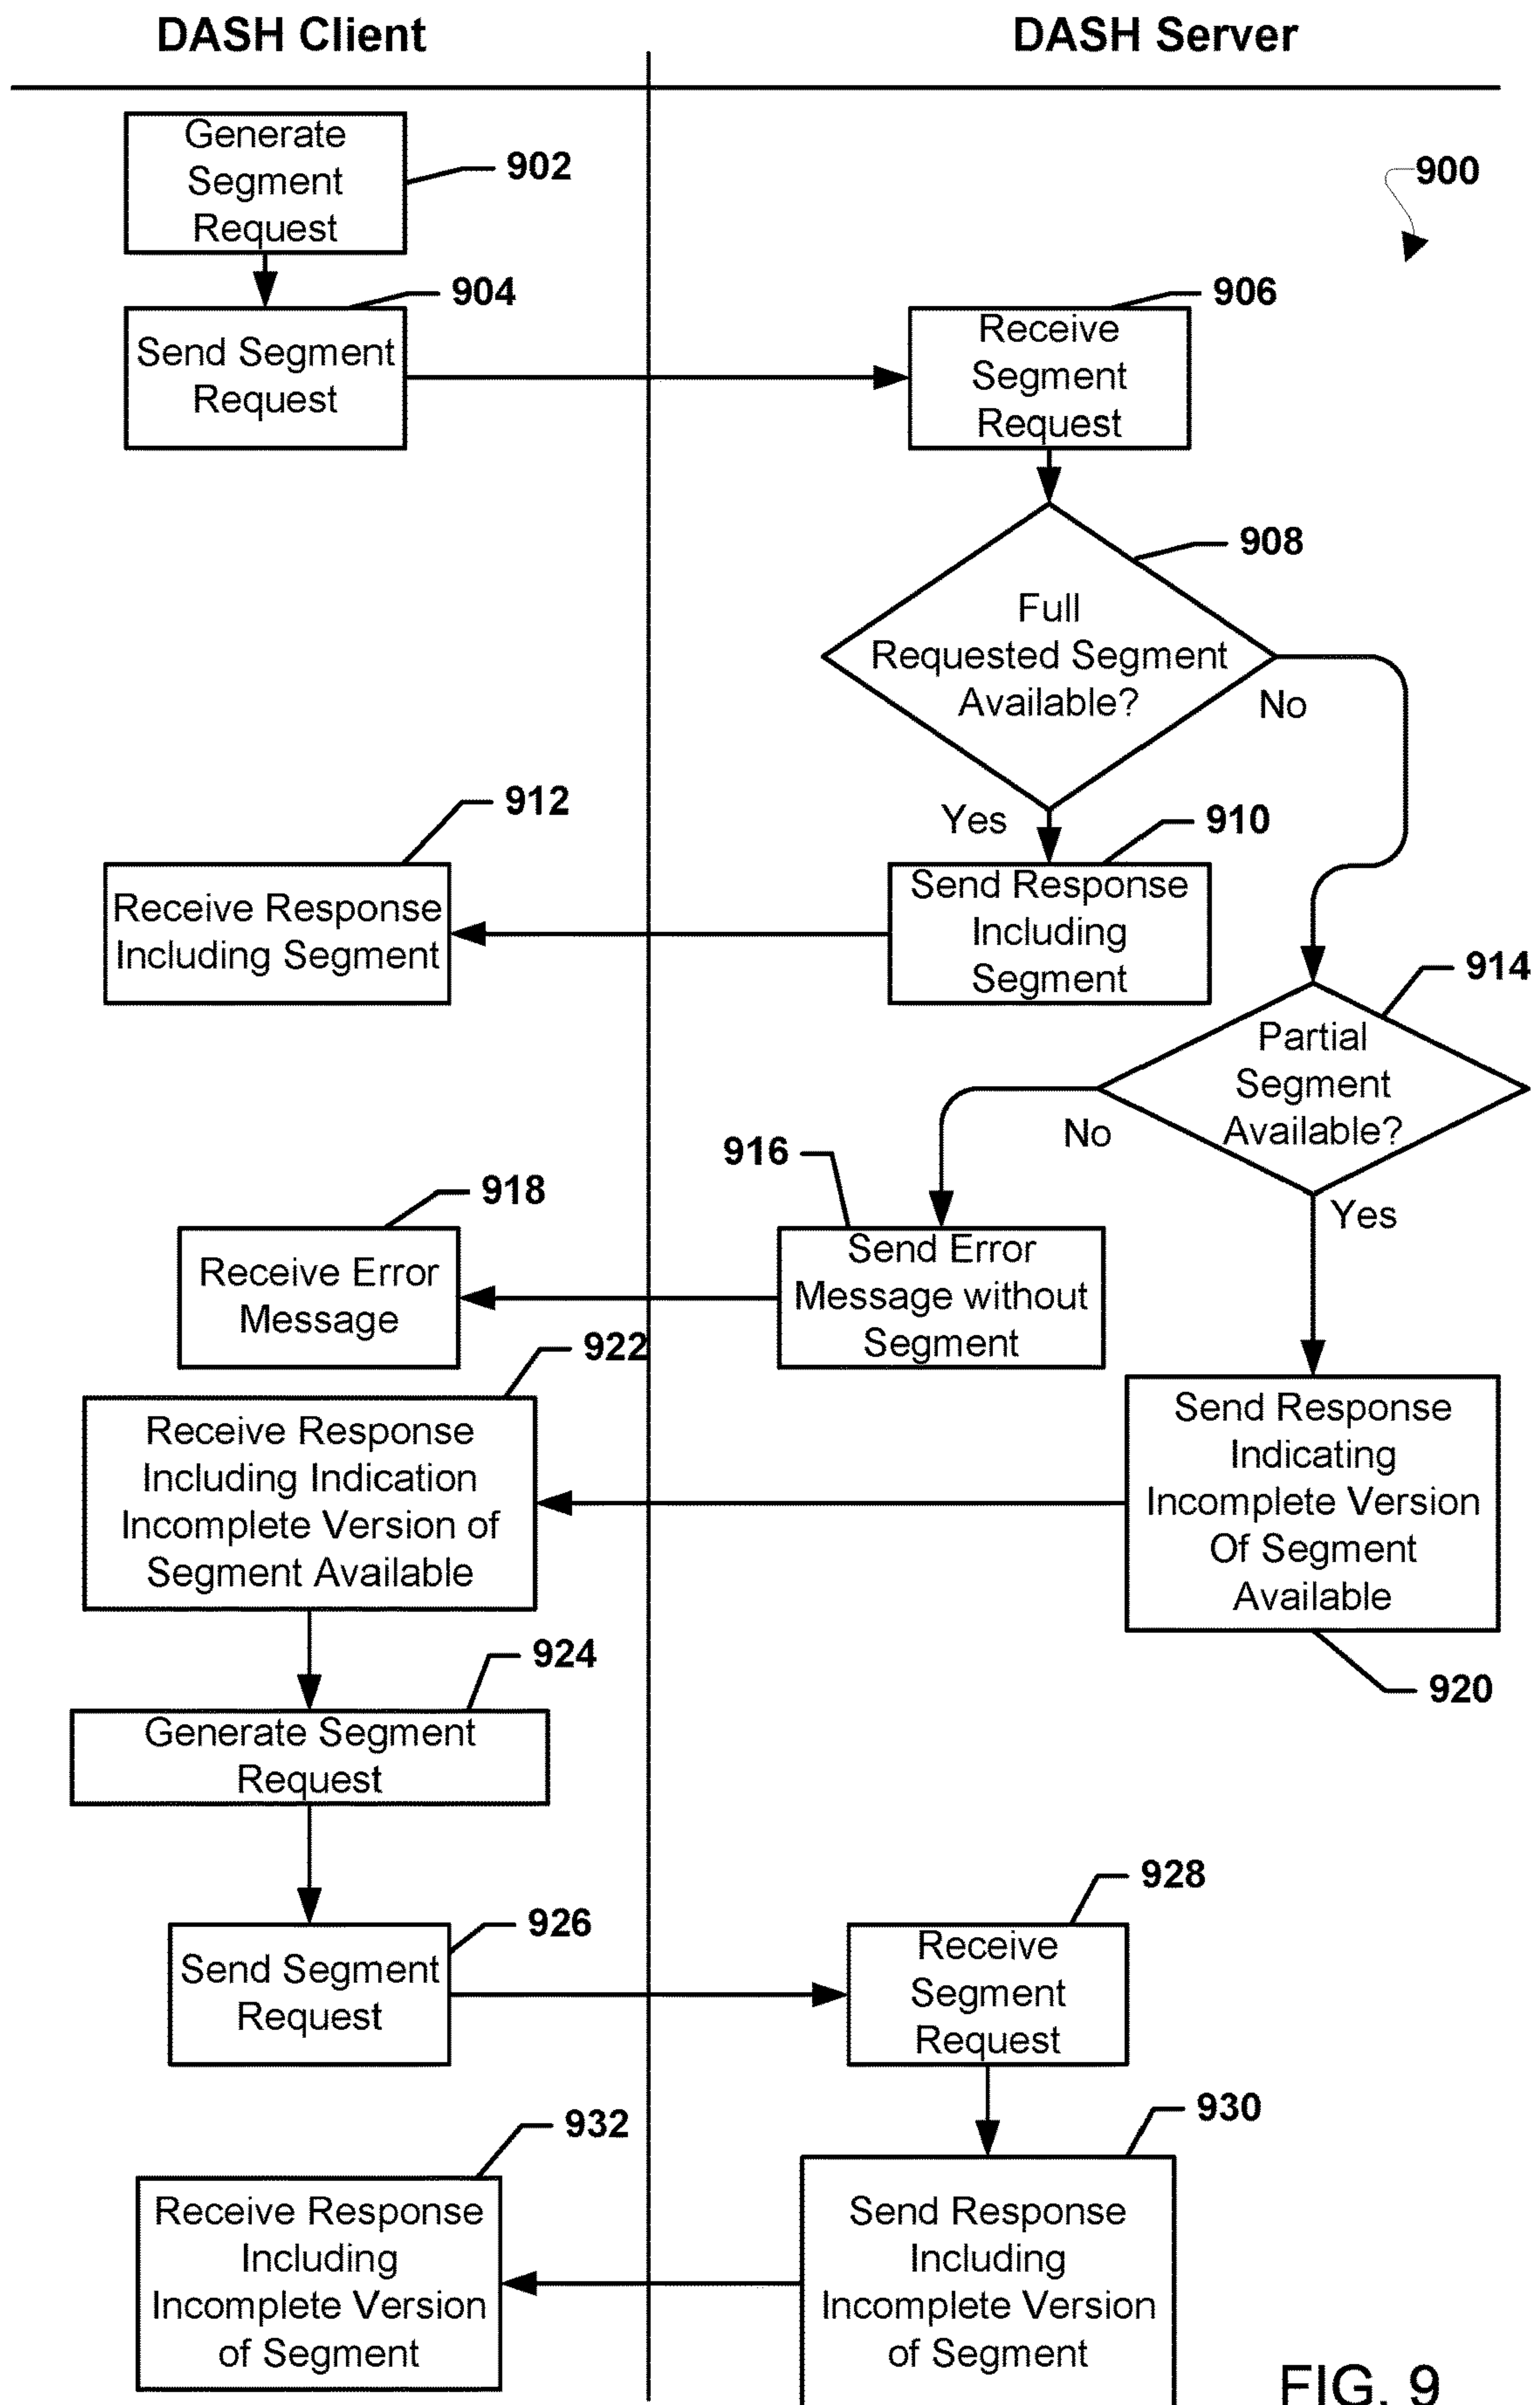 DASH Client
DASH Server
Generate
Segment
Request
902
900
904
Send Segment
Request
906
Receive
Segment
Request
908
Full
Requested Segment
Available?
No
Yes
912
Receive Response
Including Segment
910
Send Response
Including
Segment
914
Partial
Segment
Available?
No
Yes
916
Send Error
Message without
Segment
918
Receive Error
Message
922
Receive Response
Including Indication
Incomplete Version of
Segment Available
Send Response
Indicating
Incomplete Version
Of Segment
Available
920
924
Generate Segment
Request
926
Send Segment
Request
928
Receive
Segment
Request
932
Receive Response
Including
Incomplete Version
of Segment
930
Send Response
Including
Incomplete Version
of Segment
FIG. 9